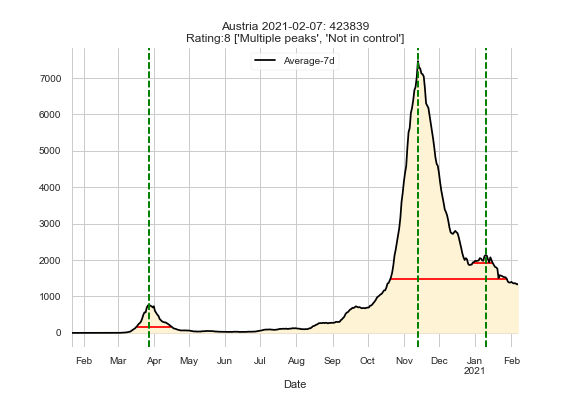 Austria 2021-02-07: 423839
Rating:8 ['Multiple peaks', 'Not in control']
Average-7d
7000
6000
5000
4000
3000
2000
1000
0
Feb Mar Apr May Jun Jul Aug Sep Oct Nov Dec Jan Feb
2021
Date